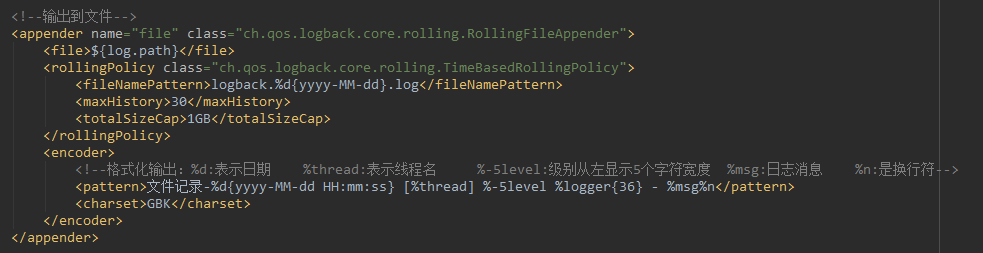 <!--输出到文件-->
<appender name="file" class="ch.qos.logback.core.rolling.RollingFileAppender">
    <file>${log.path}</file>
    <rollingPolicy class="ch.qos.logback.core.rolling.TimeBasedRollingPolicy">
        <fileNamePattern>logback.%d{yyyy-MM-dd}.log</fileNamePattern>
        <maxHistory>30</maxHistory>
        <totalSizeCap>1GB</totalSizeCap>
    </rollingPolicy>
    <encoder>
        <!--格式化输出：%d:表示日期    %thread:表示线程名     %-5level:级别从左显示5个字符宽度  %msg:日志消息    %n:是换行符-->
        <pattern>文件记录-%d{yyyy-MM-dd HH:mm:ss} [%thread] %-5level %logger{36} - %msg%n</pattern>
        <charset>GBK</charset>
    </encoder>
</appender>